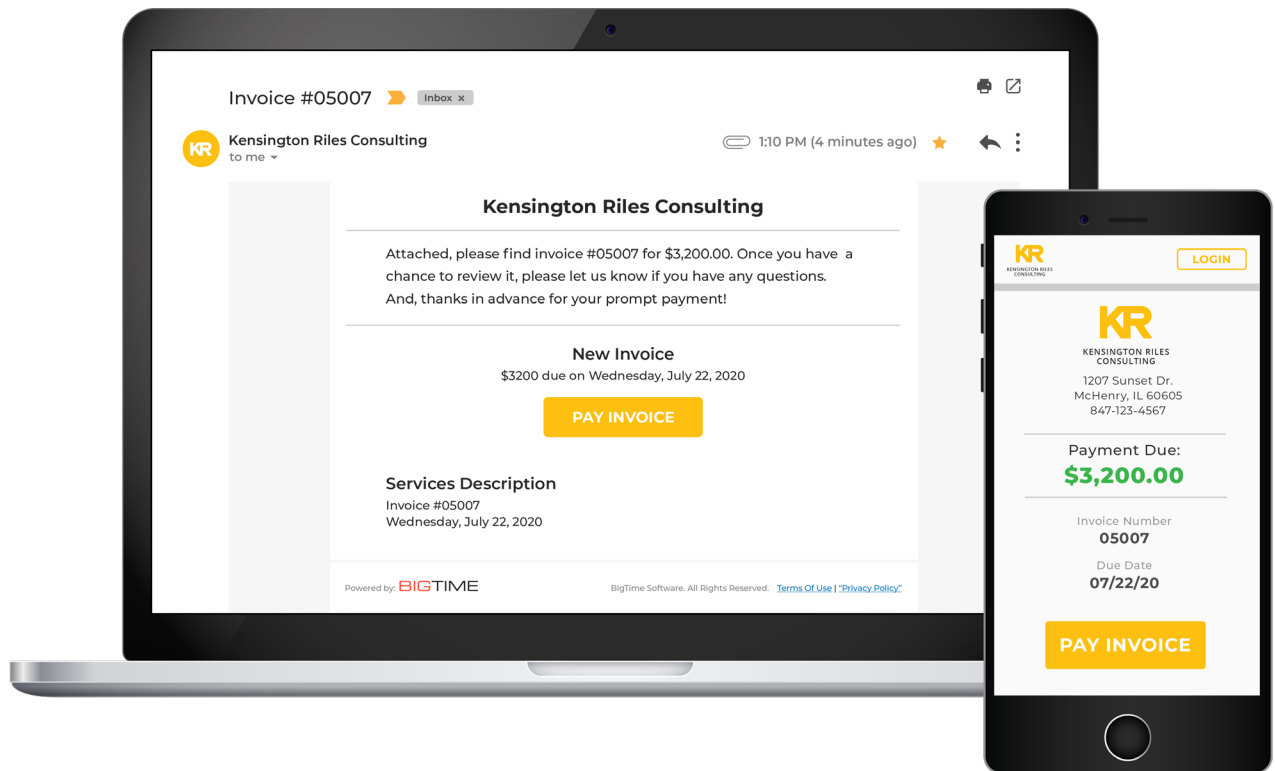 Invoice #05007
Inbox x
KR
Kensington Riles Consulting
to me
1:10 PM (4 minutes ago)
Kensington Riles Consulting
Attached, please find invoice #05007 for $3,200.00. Once you have a
chance to review it, please let us know if you have any questions.
And, thanks in advance for your prompt payment!
New Invoice
$3200 due on Wednesday, July 22, 2020
PAY INVOICE
Services Description
Invoice #05007
Wednesday, July 22, 2020
Powered by: BIGTIME
BigTime Software. All Rights Reserved. Terms Of Use | "Privacy Policy"
KR
KENSINGTON RILES
CONSULTING
LOGIN
KR
KENSINGTON RILES
CONSULTING
1207 Sunset Dr.
McHenry, IL 60605
847-123-4567
Payment Due:
$3,200.00
Invoice Number
05007
Due Date
07/22/20
PAY INVOICE